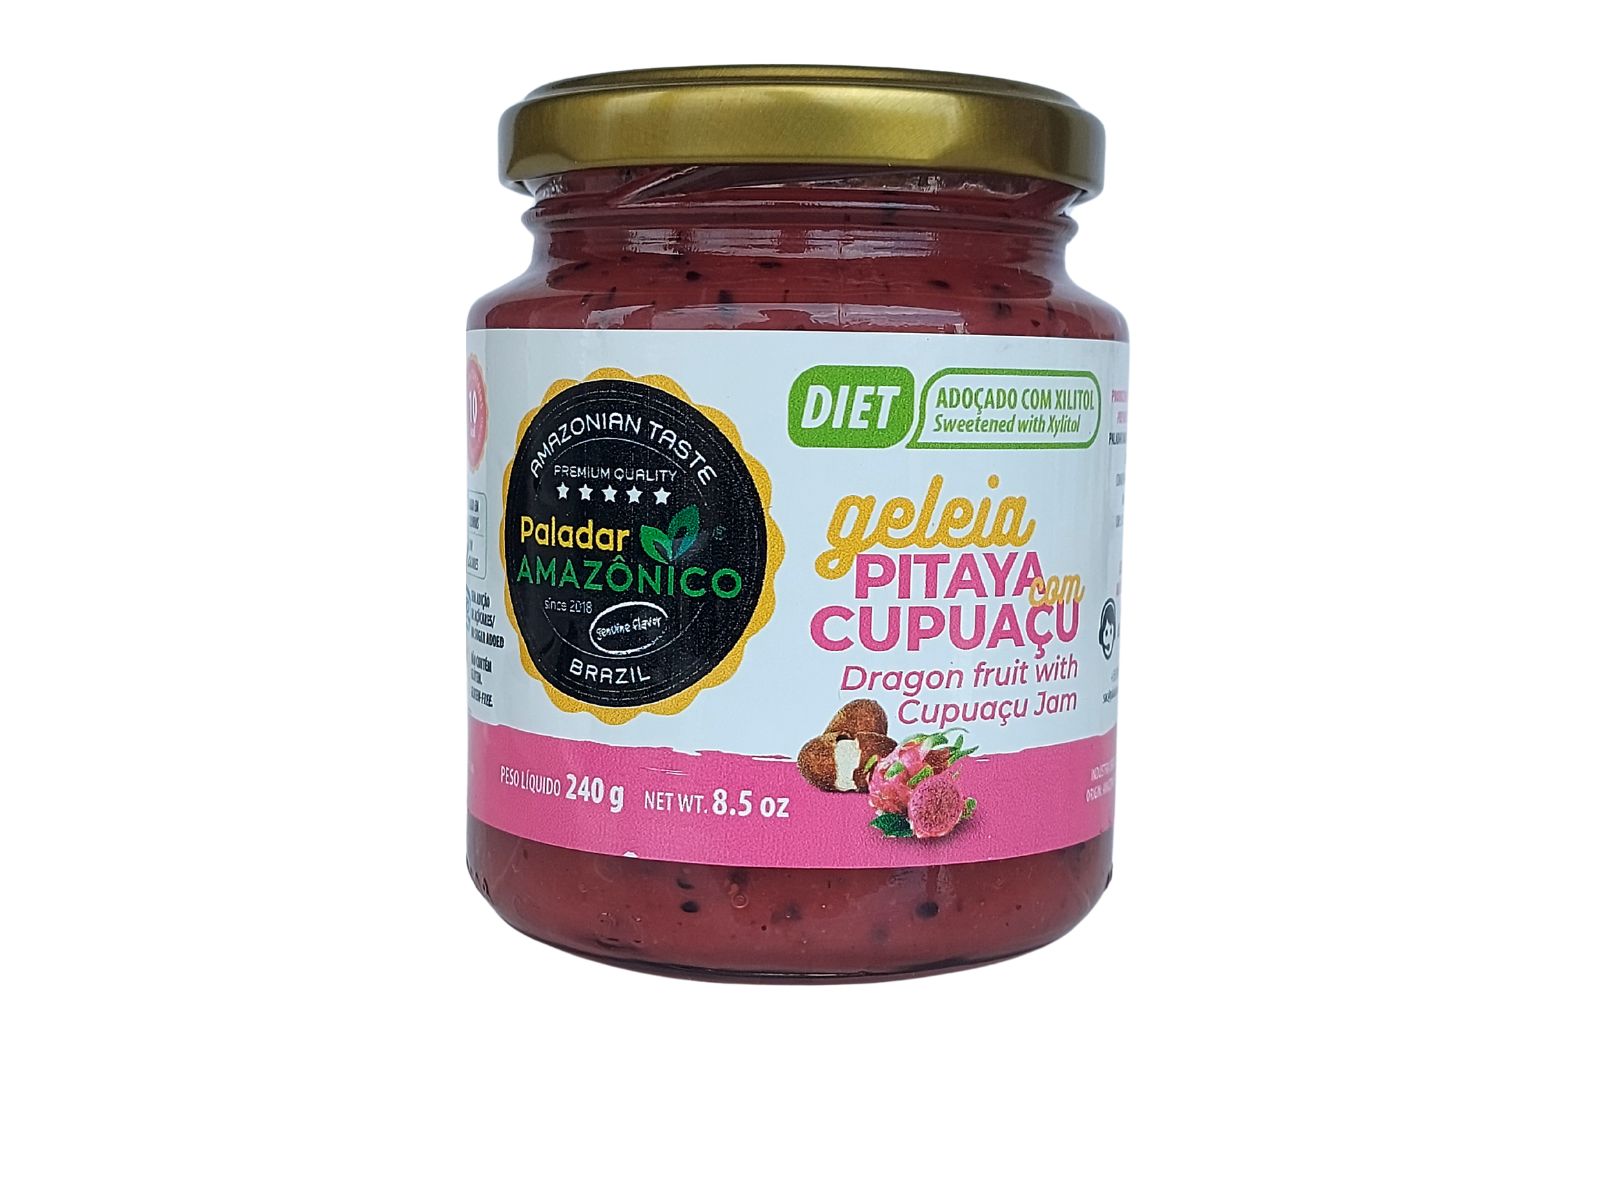 AMAZONIAN TASTE
PREMIUM QUALITY
Paladar
AMAZÔNICO
since 2018
genuine flavor
BRAZIL
DIET
ADOÇADO COM XILITOL
Sweetened with Xylitol
geleia
PITAYA
com
CUPUAÇU
Dragon fruit with
Cupuaçu Jam
PESO LÍQUIDO 240 g NET WT. 8.5 oz